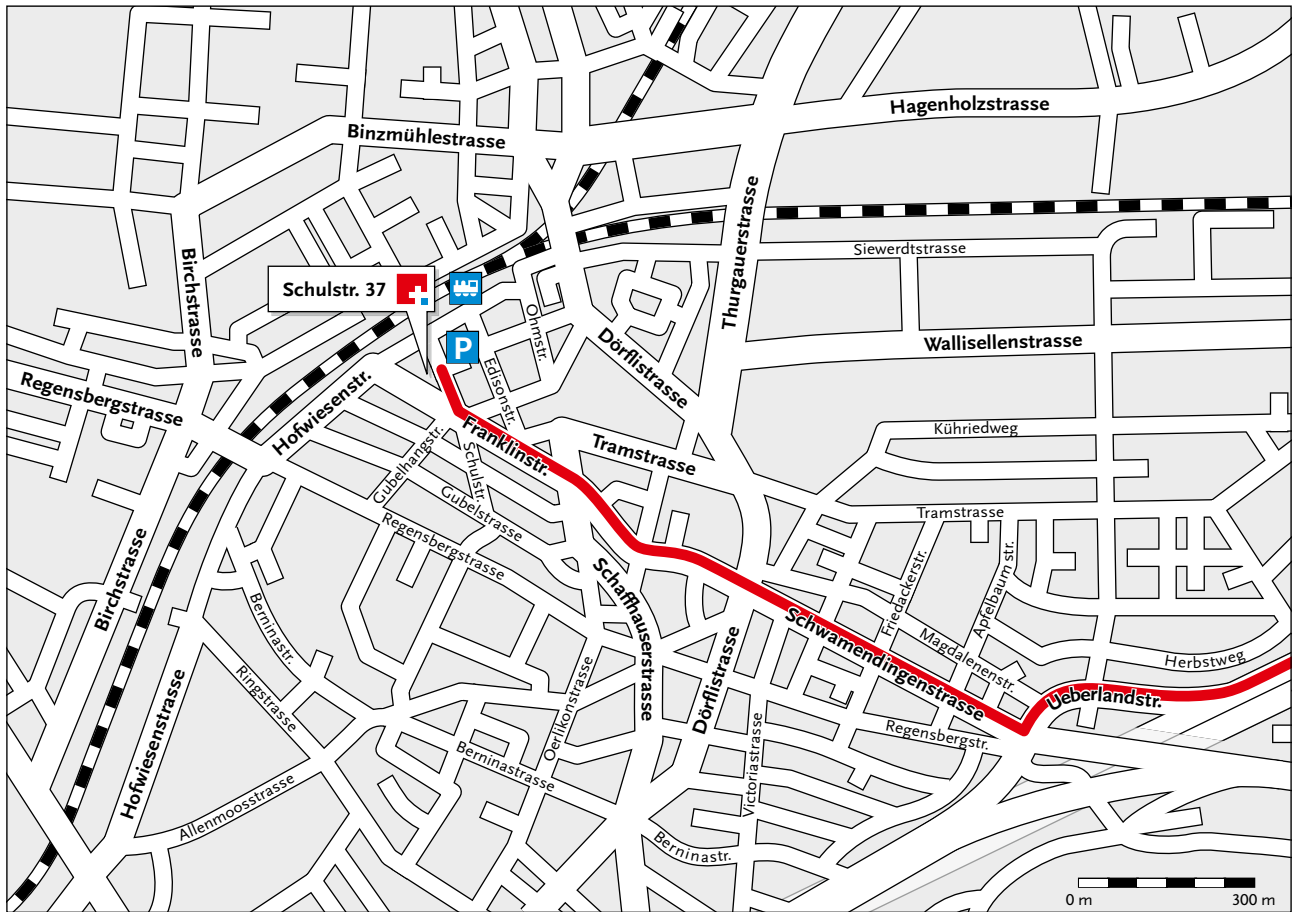 Hagenholzstrasse
Binzmühlestrasse
Thurgauerstrasse
Birchstrasse
Siewerdtstrasse
Schulstr. 37
P
Ohmstr.
Dörflistrasse
Wallisellenstrasse
Edisonstr.
Regensbergstrasse
Hofwiesenstr.
Franklinstr.
Tramstrasse
Kühriedweg
Gubelhangstr.
Schulstr.
Gubelstrasse
Regensbergstrasse
Tramstrasse
Birchstrasse
Schaffhauserstrasse
Friedackerstr.
Apfelbaumstr.
Berninastr.
Schwamendingenstrasse
Magdalenenstr.
Herbstweg
Ringstrasse
Hofwiesenstrasse
Oerlikonstrasse
Dörflistrasse
Ueberlandstr.
Regensbergstr.
Victoriastrasse
Berninastrasse
Allenmoosstrasse
Berninastr.
0 m 300 m